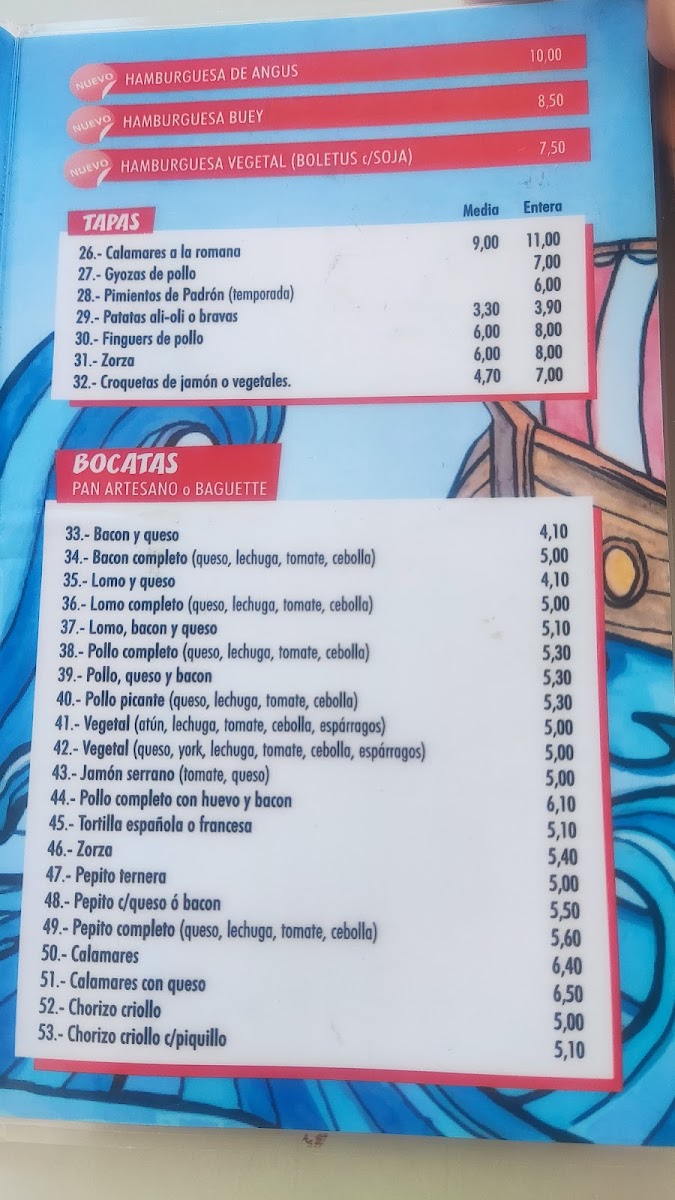 NUEVO HAMBURGUESA DE ANGUS 10,00
NUEVO HAMBURGUESA BUEY 8,50
NUEVO HAMBURGUESA VEGETAL (BOLETUS c/SOJA) 7,50
TAPAS Media Entera
26.- Calamares a la romana 9,00 11,00
27.- Gyozas de pollo 7,00
28.- Pimientos de Padrón (temporada) 6,00
29.- Patatas ali-oli o bravas 3,30 3,90
30.- Finguers de pollo 6,00 8,00
31.- Zorza 6,00 8,00
32.- Croquetas de jamón o vegetales. 4,70 7,00
BOCATAS
PAN ARTESANO o BAGUETTE
33.- Bacon y queso 4,10
34.- Bacon completo (queso, lechuga, tomate, cebolla) 5,00
35.- Lomo y queso 4,10
36.- Lomo completo (queso, lechuga, tomate, cebolla) 5,00
37.- Lomo, bacon y queso 5,10
38.- Pollo completo (queso, lechuga, tomate, cebolla) 5,30
39.- Pollo, queso y bacon 5,30
40.- Pollo picante (queso, lechuga, tomate, cebolla) 5,30
41.- Vegetal (atún, lechuga, tomate, cebolla, espárragos) 5,00
42.- Vegetal (queso, york, lechuga, tomate, cebolla, espárragos) 5,00
43.- Jamón serrano (tomate, queso) 5,00
44.- Pollo completo con huevo y bacon 6,10
45.- Tortilla española o francesa 5,10
46.- Zorza 5,40
47.- Pepito ternera 5,00
48.- Pepito c/queso ó bacon 5,50
49.- Pepito completo (queso, lechuga, tomate, cebolla) 5,60
50.- Calamares 6,40
51.- Calamares con queso 6,50
52.- Chorizo criollo 5,00
53.- Chorizo criollo c/piquillo 5,10